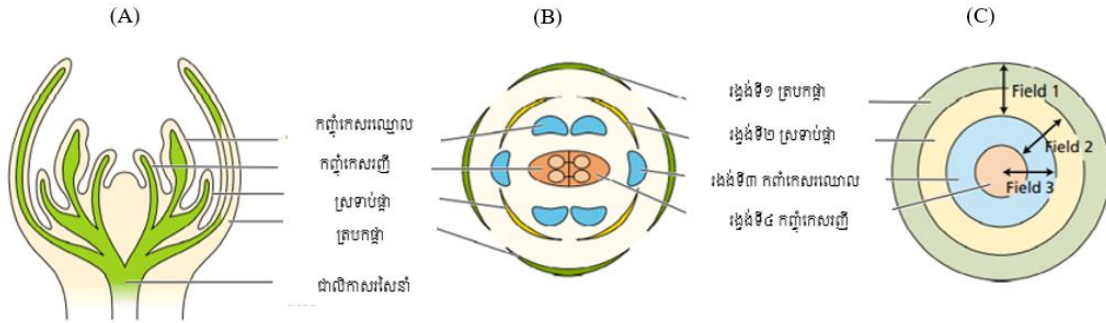 (A)
(B)
(C)
កញ្ចុំកេសរឈ្មោល
កញ្ចុំកេសរញី
ស្រទាប់ផ្កា
ត្របកផ្កា
ជាលិកាសរសៃនាំ
រង្វង់ទី១ ត្របកផ្កា
រង្វង់ទី២ ស្រទាប់ផ្កា
រង្វង់ទី៣ កញ្ចុំកេសរឈ្មោល
រង្វង់ទី៤ កញ្ចុំកេសរញី
Field 1
Field 2
Field 3